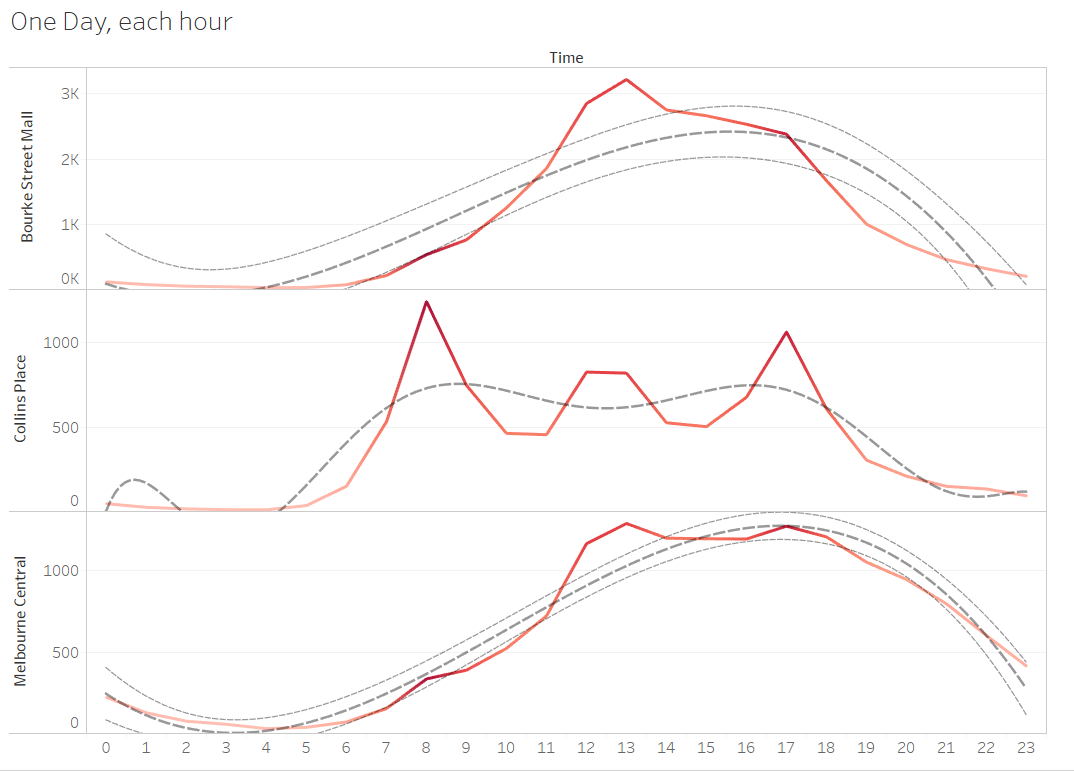 One Day, each hour
Time
Bourke Street Mall
3K
2K
1K
0K
Collins Place
1000
500
0
Melbourne Central
1000
500
0
0 1 2 3 4 5 6 7 8 9 10 11 12 13 14 15 16 17 18 19 20 21 22 23